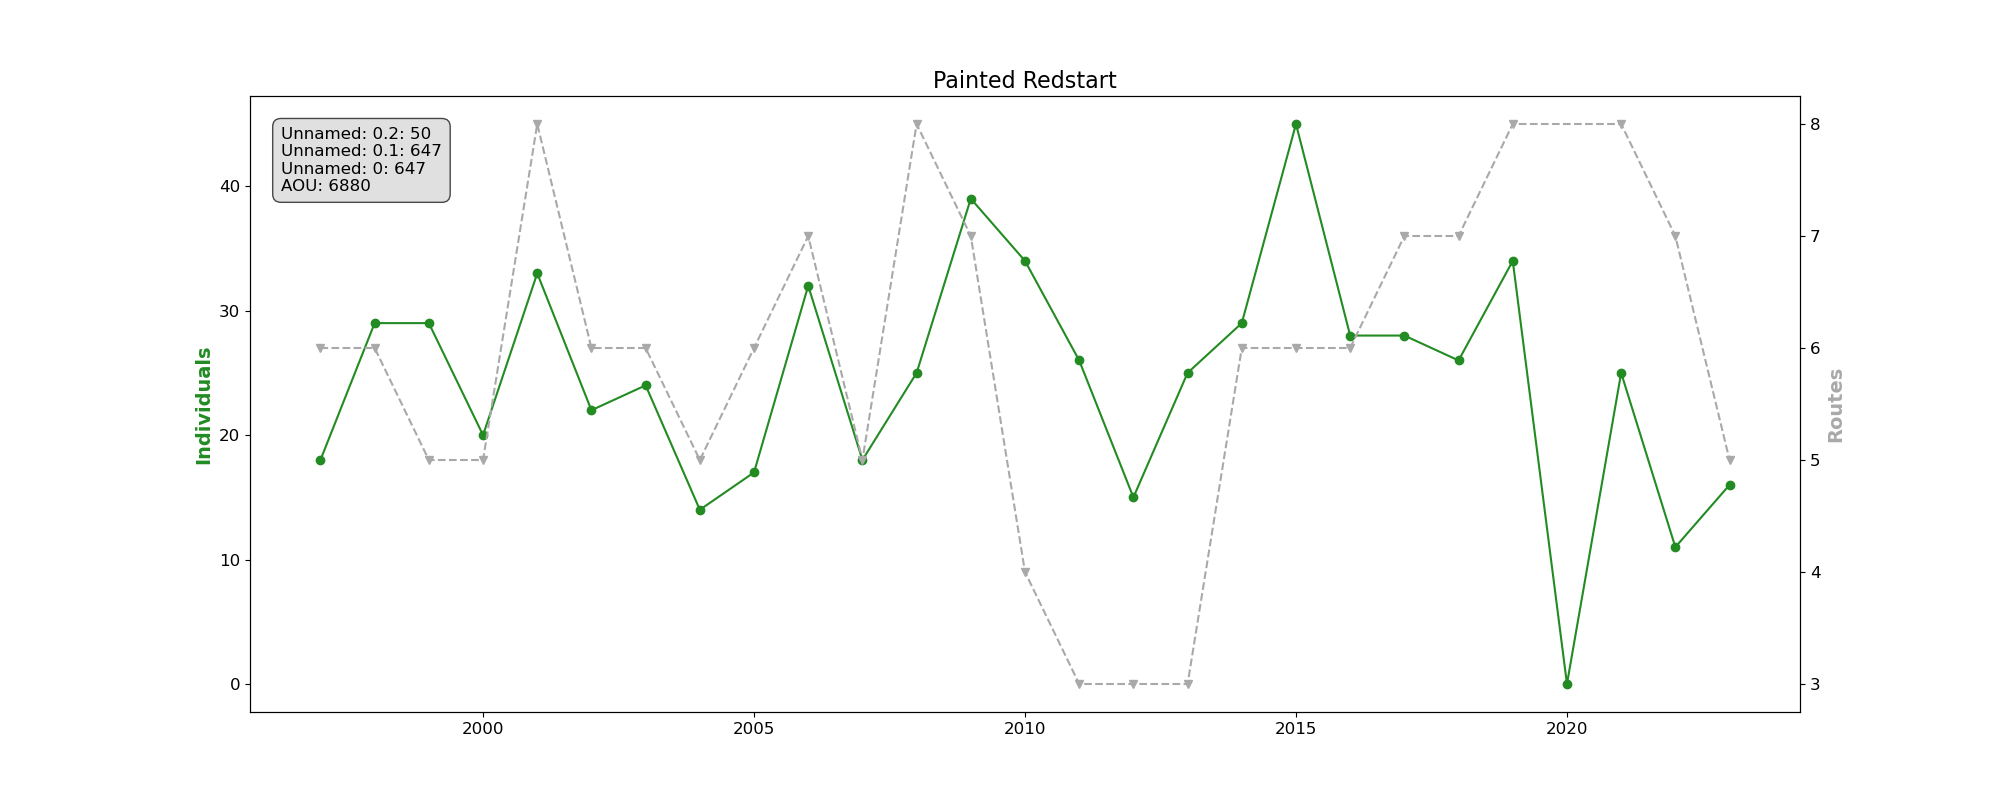 Painted Redstart
Unnamed: 0.2: 50
Unnamed: 0.1: 647
Unnamed: 0: 647
AOU: 6880
40
30
20
10
0
Individuals
8
7
6
5
4
3
Routes
2000
2005
2010
2015
2020